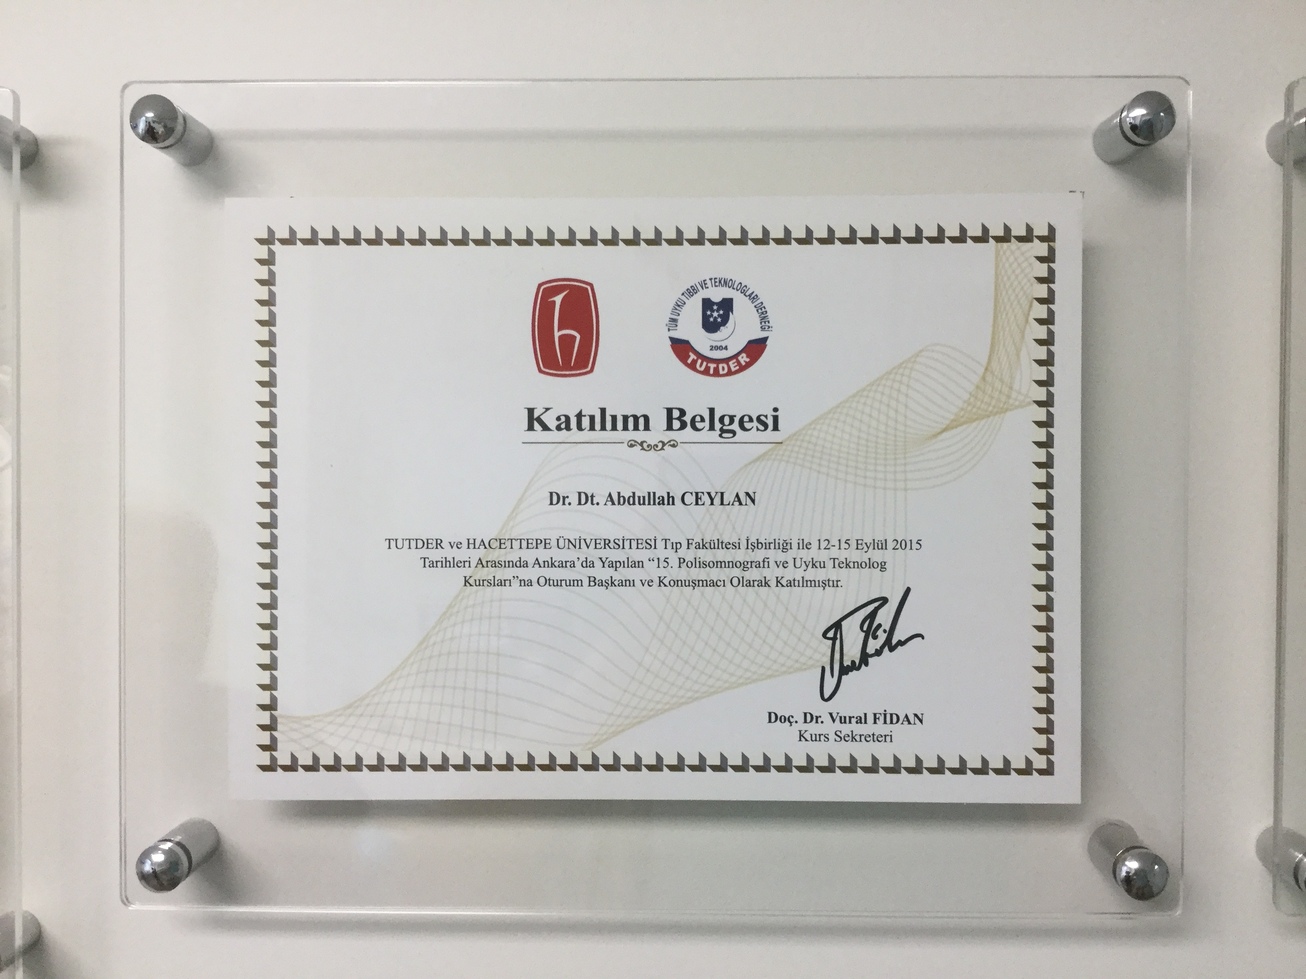 TÜM UYKU TIBBI VE TEKNOLOGLARI DERNEĞİ
2004
TUTDER
Katılım Belgesi
Dr. Dt. Abdullah CEYLAN
TUTDER ve HACETTEPE ÜNİVERSİTESİ Tıp Fakültesi İşbirliği ile 12-15 Eylül 2015
Tarihleri Arasında Ankara’da Yapılan “15. Polisomnografi ve Uyku Teknolog
Kursları”na Oturum Başkanı ve Konuşmacı Olarak Katılmıştır.
Doç. Dr. Vural FİDAN
Kurs Sekreteri